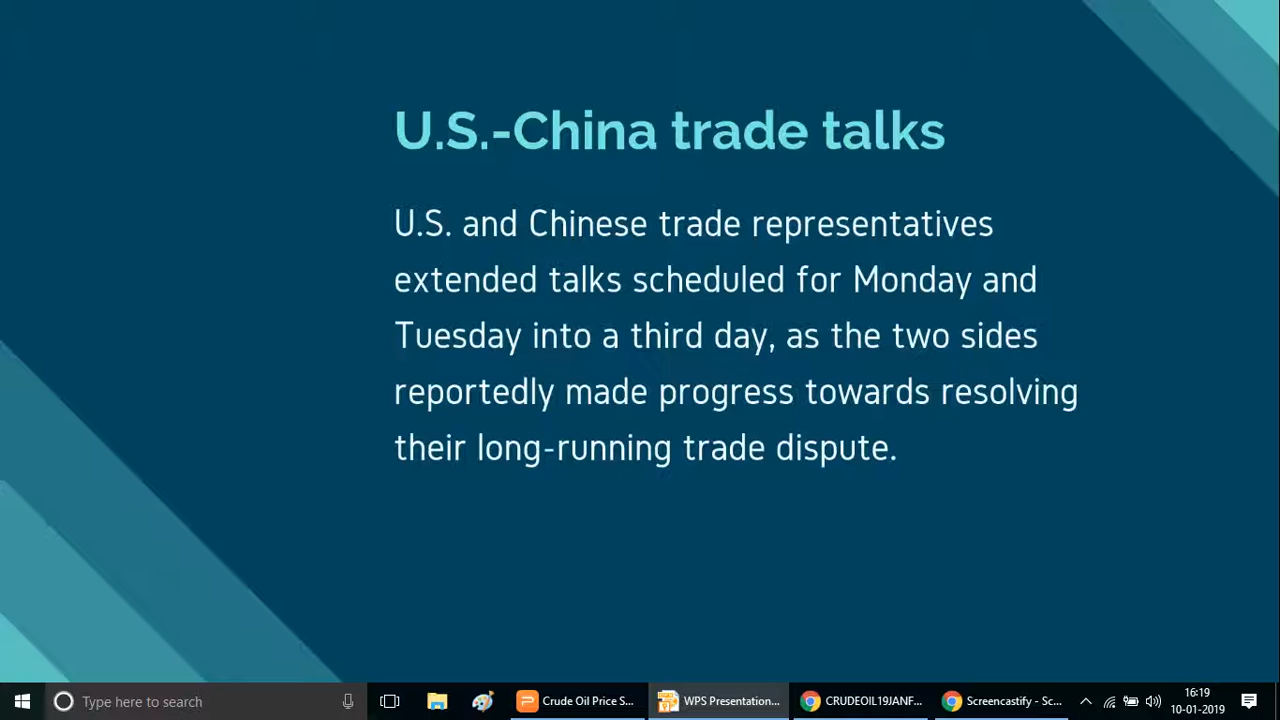 U.S.-China trade talks
U.S. and Chinese trade representatives
extended talks scheduled for Monday and
Tuesday into a third day, as the two sides
reportedly made progress towards resolving
their long-running trade dispute.
Type here to search
Crude Oil Price S...
WPS Presentation...
CRUDEOIL19JANF...
Screencastify - Sc...
16:19
10-01-2019